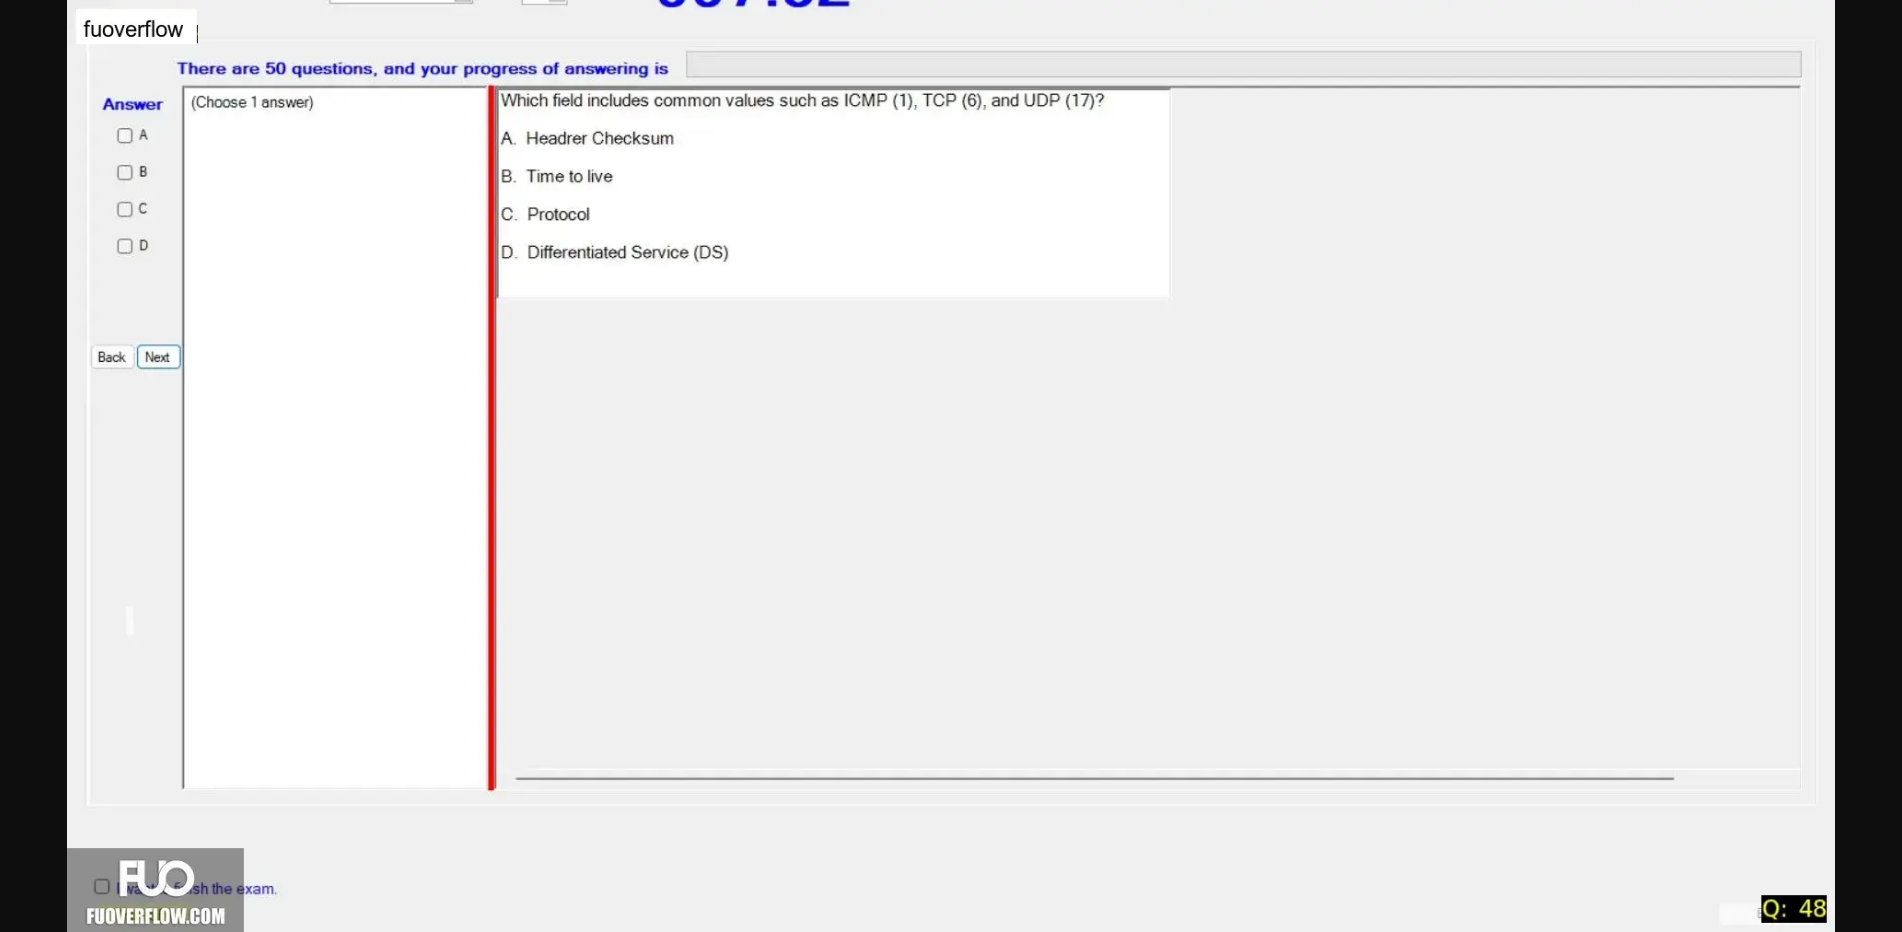 fuoverflow
There are 50 questions, and your progress of answering is
Answer
(Choose 1 answer)
A
B
C
D
Back
Next
Which field includes common values such as ICMP (1), TCP (6), and UDP (17)?
A. Headrer Checksum
B. Time to live
C. Protocol
D. Differentiated Service (DS)
the exam.
FUO
FUOVERFLOW.COM
Q: 48